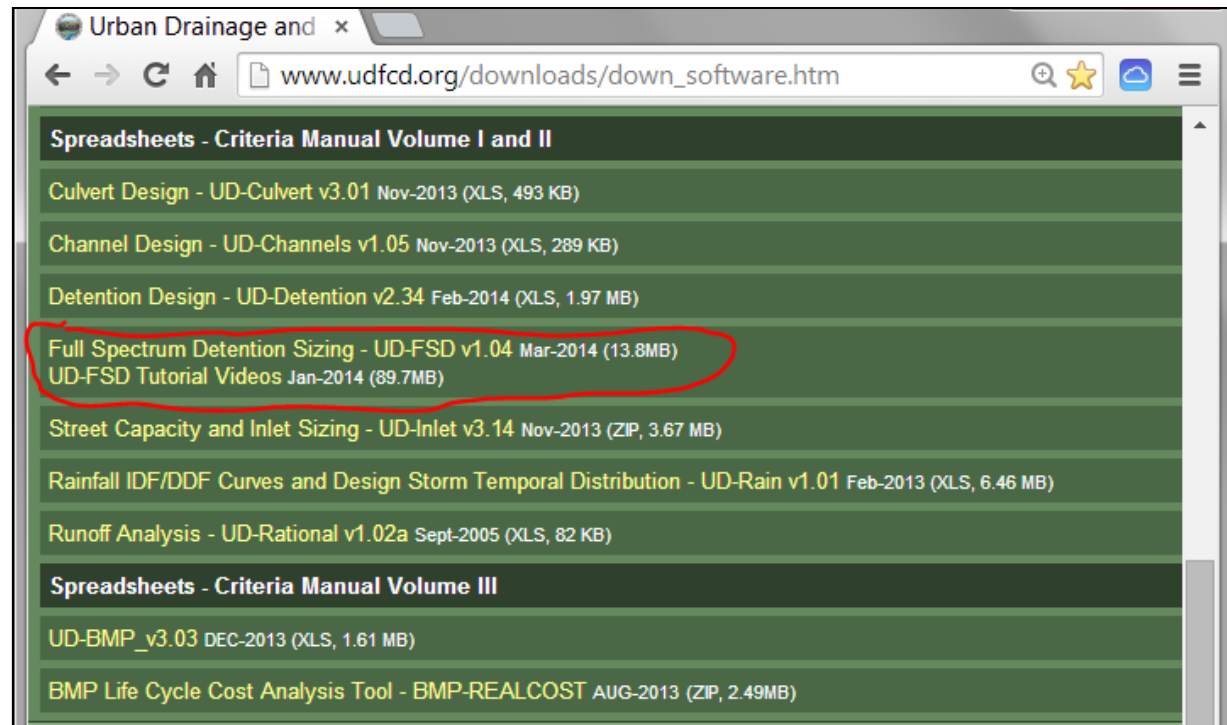 Urban Drainage and
www.udfcd.org/downloads/down_software.htm
Spreadsheets - Criteria Manual Volume I and II
Culvert Design - UD-Culvert v3.01 Nov-2013 (XLS, 493 KB)
Channel Design - UD-Channels v1.05 Nov-2013 (XLS, 289 KB)
Detention Design - UD-Detention v2.34 Feb-2014 (XLS, 1.97 MB)
Full Spectrum Detention Sizing - UD-FSD v1.04 Mar-2014 (13.8MB)
UD-FSD Tutorial Videos Jan-2014 (89.7MB)
Street Capacity and Inlet Sizing - UD-Inlet v3.14 Nov-2013 (ZIP, 3.67 MB)
Rainfall IDF/DDF Curves and Design Storm Temporal Distribution - UD-Rain v1.01 Feb-2013 (XLS, 6.46 MB)
Runoff Analysis - UD-Rational v1.02a Sept-2005 (XLS, 82 KB)
Spreadsheets - Criteria Manual Volume III
UD-BMP_v3.03 DEC-2013 (XLS, 1.61 MB)
BMP Life Cycle Cost Analysis Tool - BMP-REALCOST AUG-2013 (ZIP, 2.49MB)